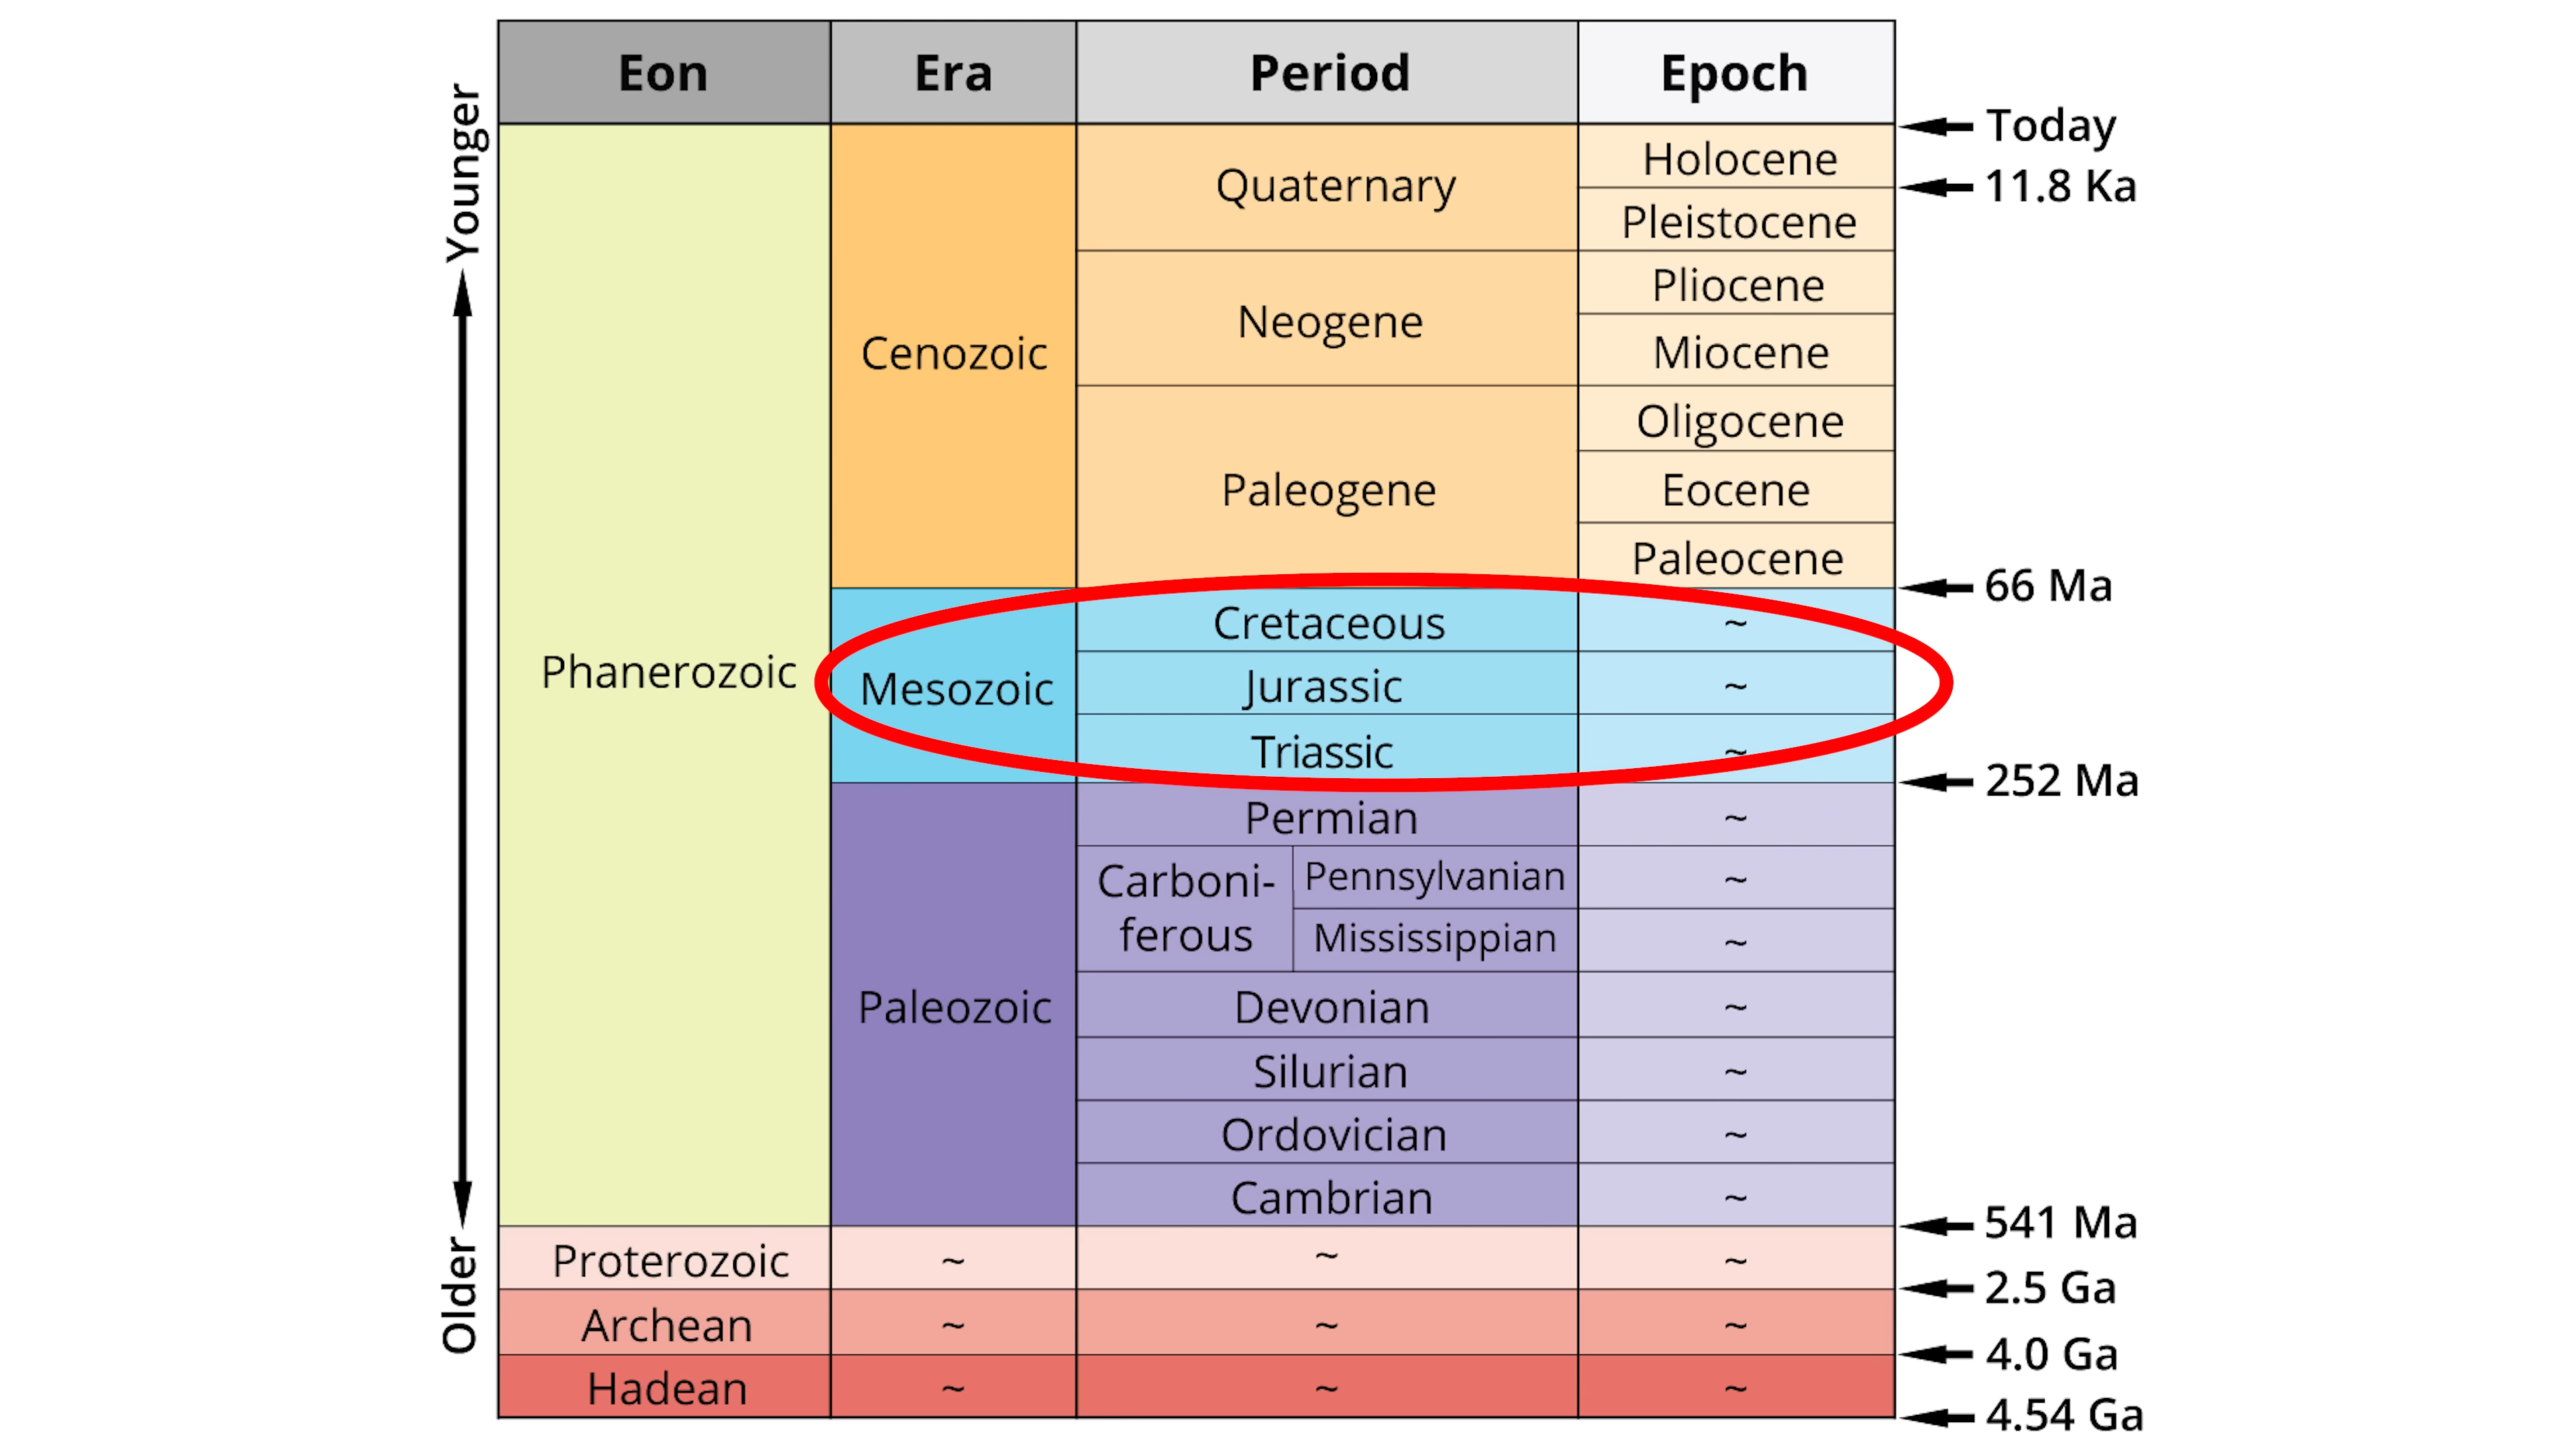 Eon Era Period Epoch
Younger
Older
Today
Holocene
Quaternary
11.8 Ka
Pleistocene
Pliocene
Neogene
Cenozoic
Miocene
Oligocene
Paleogene
Eocene
Paleocene
66 Ma
Cretaceous ~
Phanerozoic
Mesozoic
Jurassic ~
Triassic ~
252 Ma
Permian ~
Carboni-
ferous
Pennsylvanian ~
Mississippian ~
Paleozoic
Devonian ~
Silurian ~
Ordovician ~
Cambrian ~
541 Ma
Proterozoic ~ ~ ~
2.5 Ga
Archean ~ ~ ~
4.0 Ga
Hadean ~ ~ ~
4.54 Ga